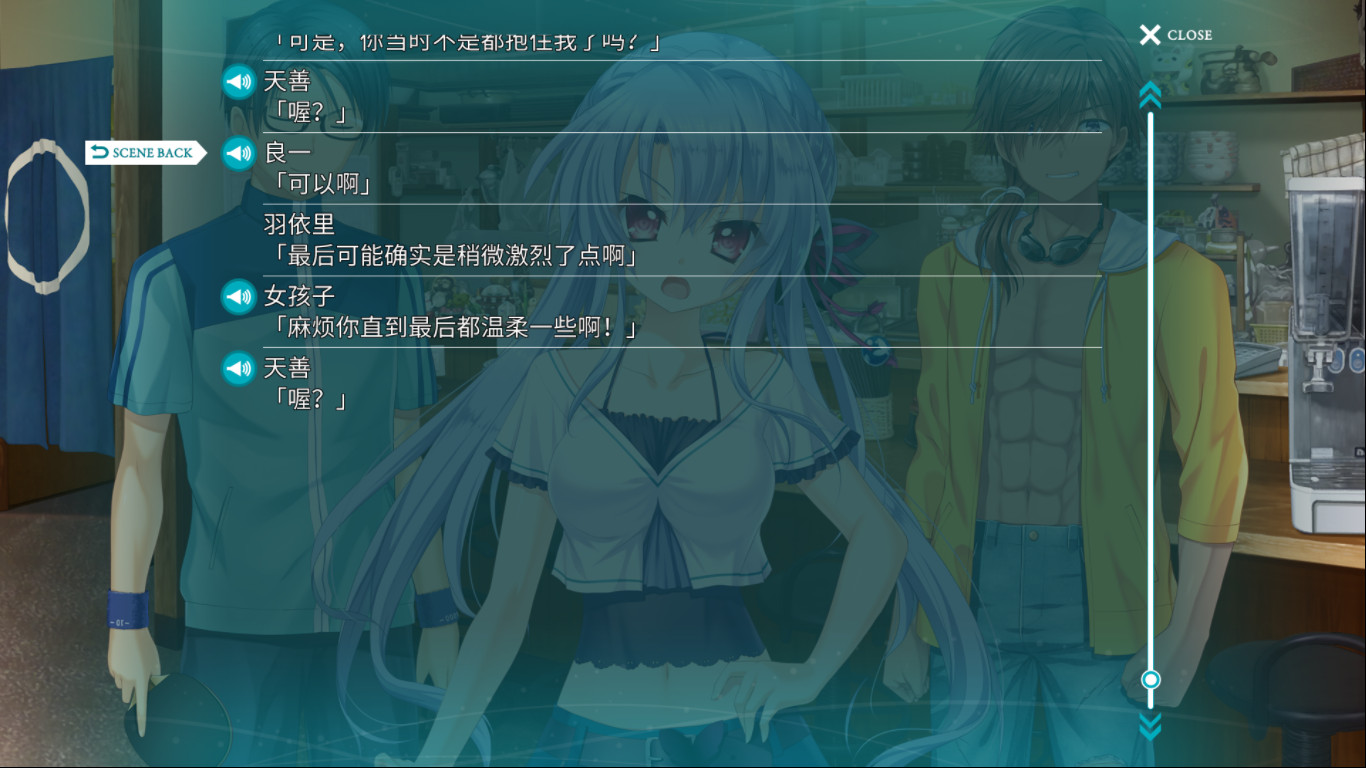 「可是，你当时不是都抱住我了吗？」
CLOSE
天善
「喔？」
SCENE BACK
良一
「可以啊」
羽依里
「最后可能确实是稍微激烈了点啊」
女孩子
「麻烦你直到最后都温柔一些啊！」
天善
「喔？」